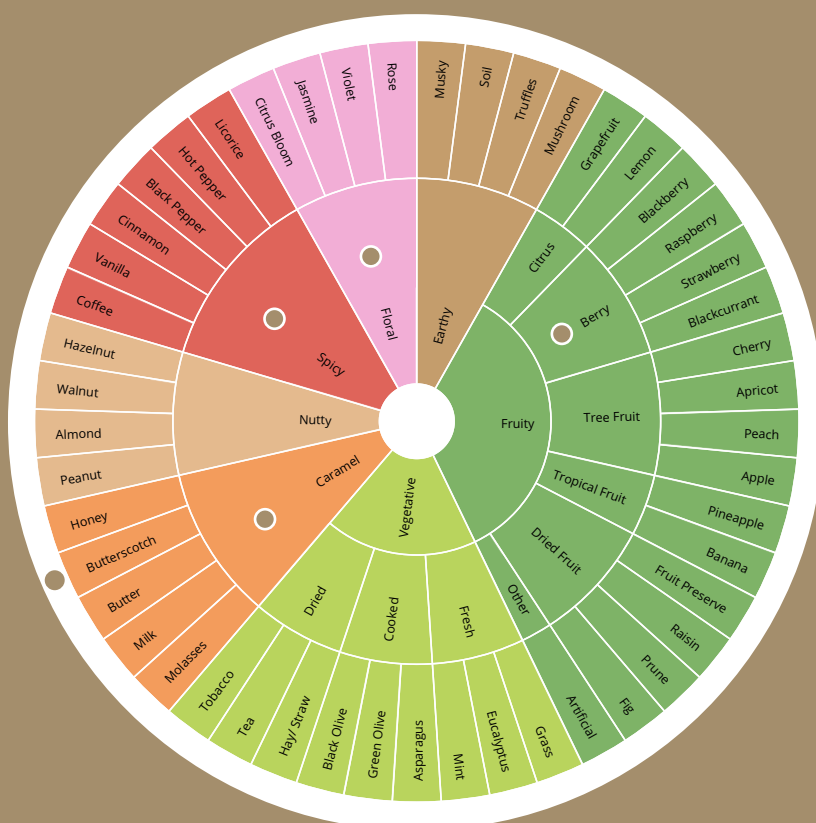 Earthy
Musky
Soil
Truffles
Mushroom
Fruity
Citrus
Grapefruit
Lemon
Berry
Blackberry
Raspberry
Strawberry
Blackcurrant
Tree Fruit
Cherry
Apricot
Peach
Apple
Tropical Fruit
Pineapple
Banana
Dried Fruit
Fruit Preserve
Raisin
Prune
Fig
Other
Artificial
Vegetative
Fresh
Grass
Eucalyptus
Mint
Cooked
Asparagus
Green Olive
Black Olive
Dried
Hay/ Straw
Tea
Tobacco
Caramel
Molasses
Milk
Butter
Butterscotch
Honey
Nutty
Peanut
Almond
Walnut
Hazelnut
Spicy
Coffee
Vanilla
Cinnamon
Black Pepper
Hot Pepper
Licorice
Floral
Citrus Bloom
Jasmine
Violet
Rose